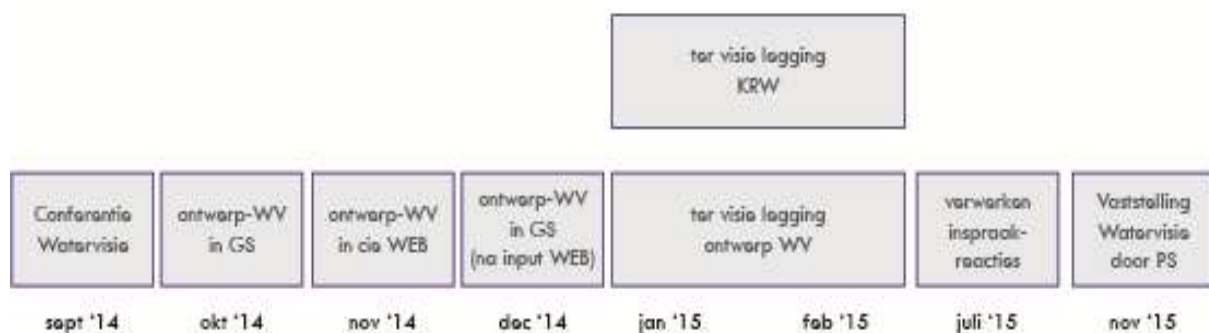 ter visie legging
KRW
Conferentie
Watervisie
ontwerp-WV
in GS
ontwerp-WV
in cie WEB
ontwerp-WV
in GS
(na input WEB)
ter visie legging
ontwerp WV
verwerken
inspraak-
reacties
Vaststelling
Watervisie
door PS
sept '14
okt '14
nov '14
dec '14
jan '15
feb '15
juli '15
nov '15